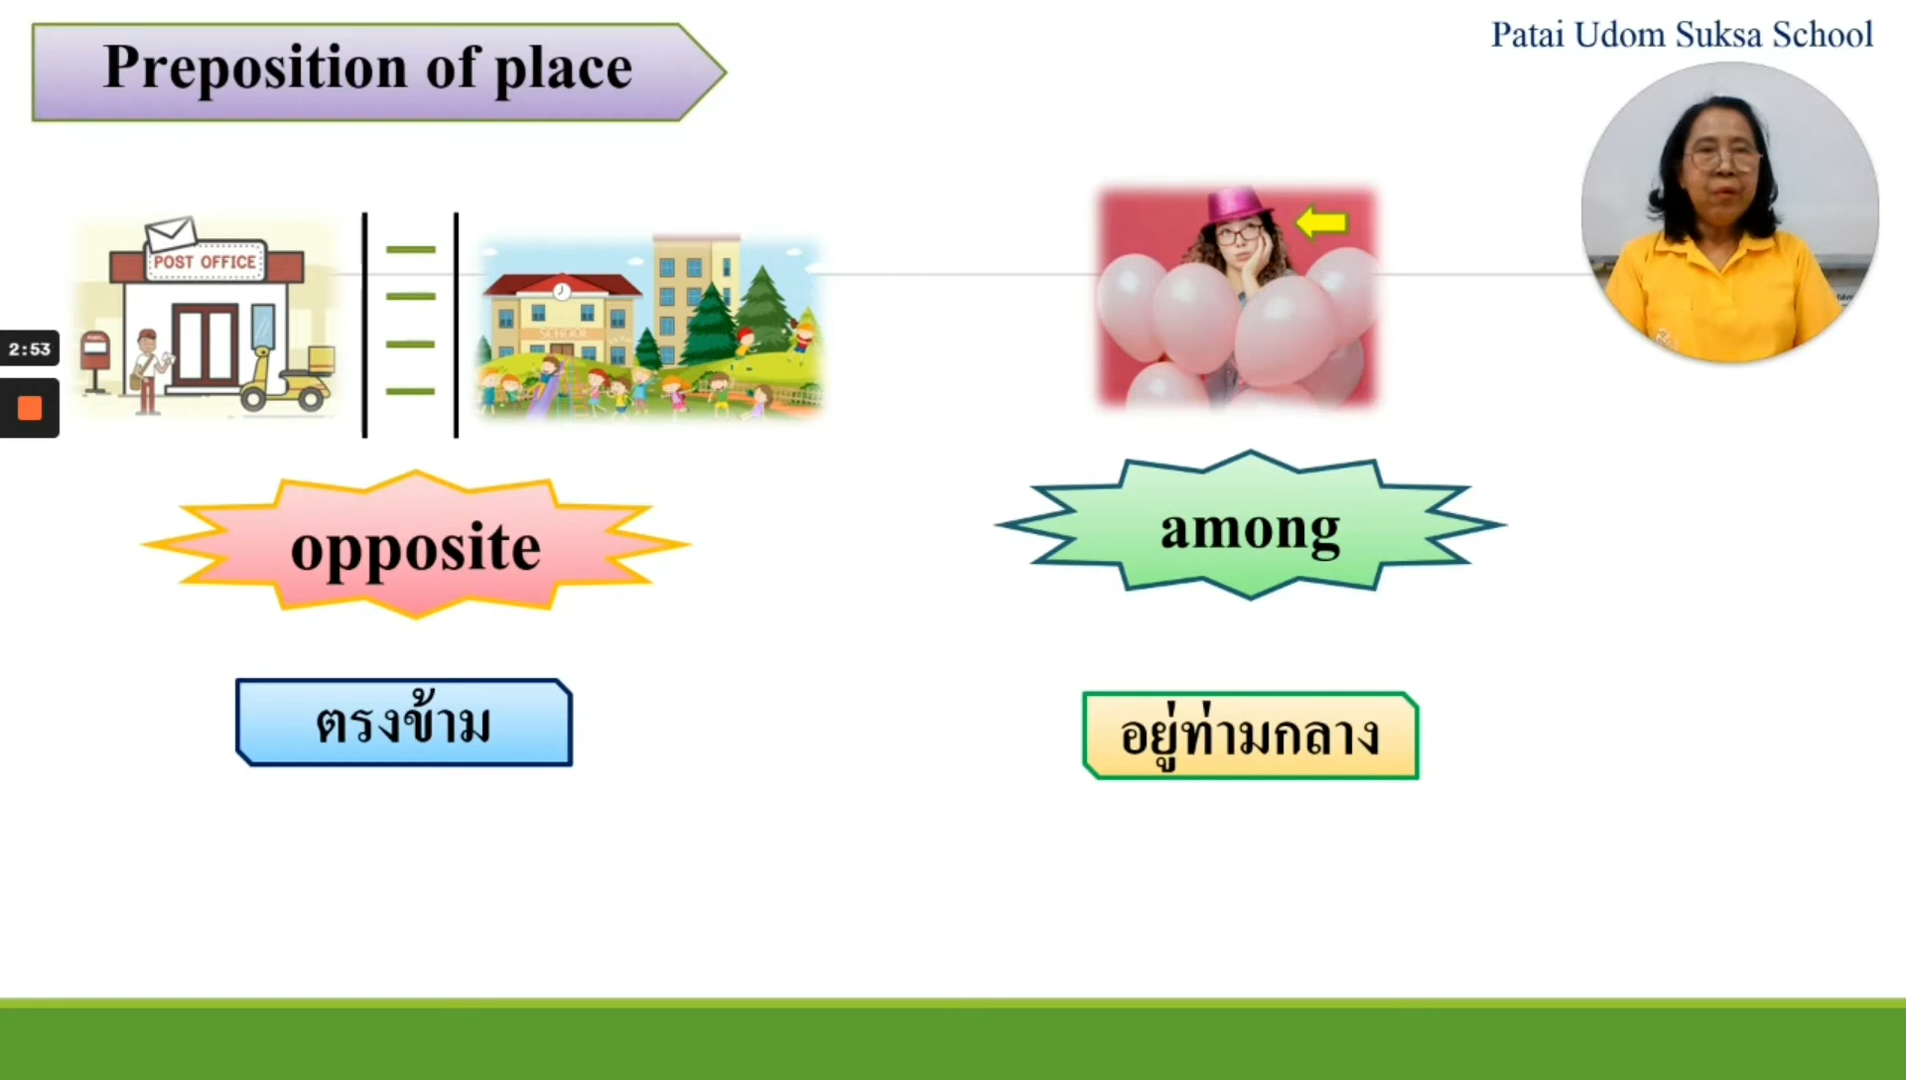 Preposition of place
Patai Udom Suksa School
POST OFFICE
SCHOOL
2:53
opposite
among
ตรงข้าม
อยู่ท่ามกลาง